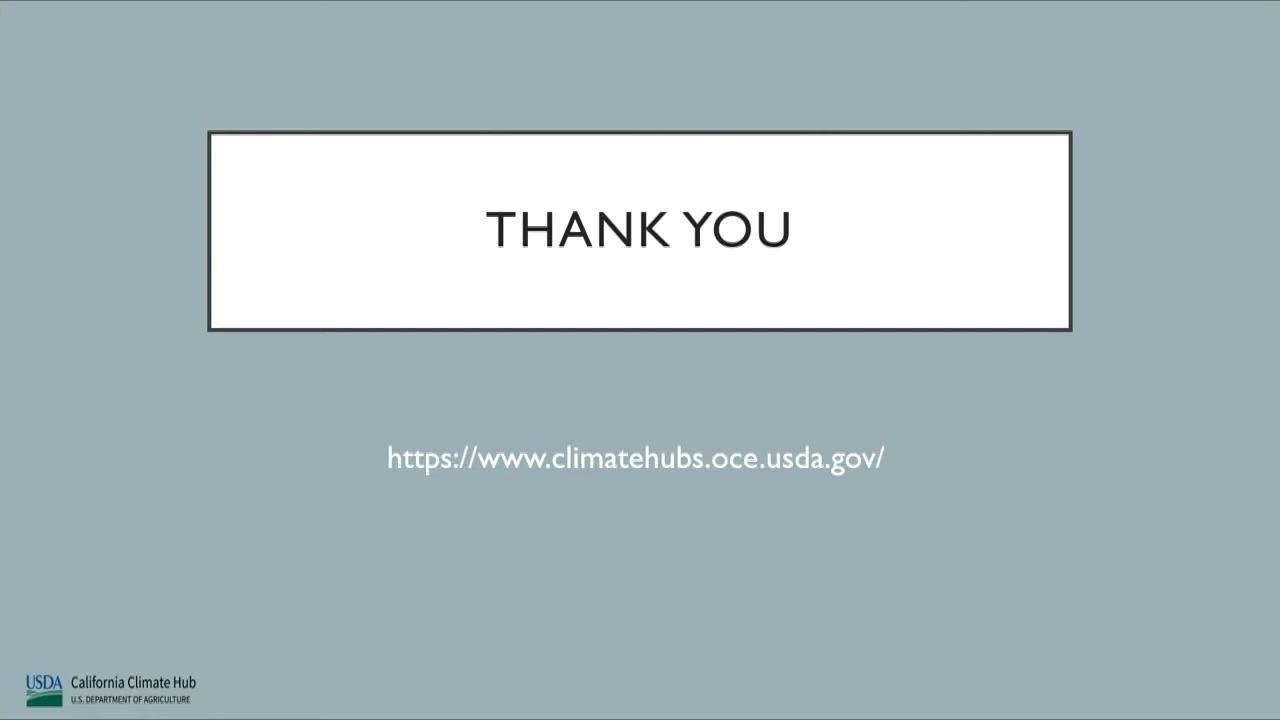 THANK YOU
https://www.climatehubs.oce.usda.gov/
USDA California Climate Hub
U.S. DEPARTMENT OF AGRICULTURE